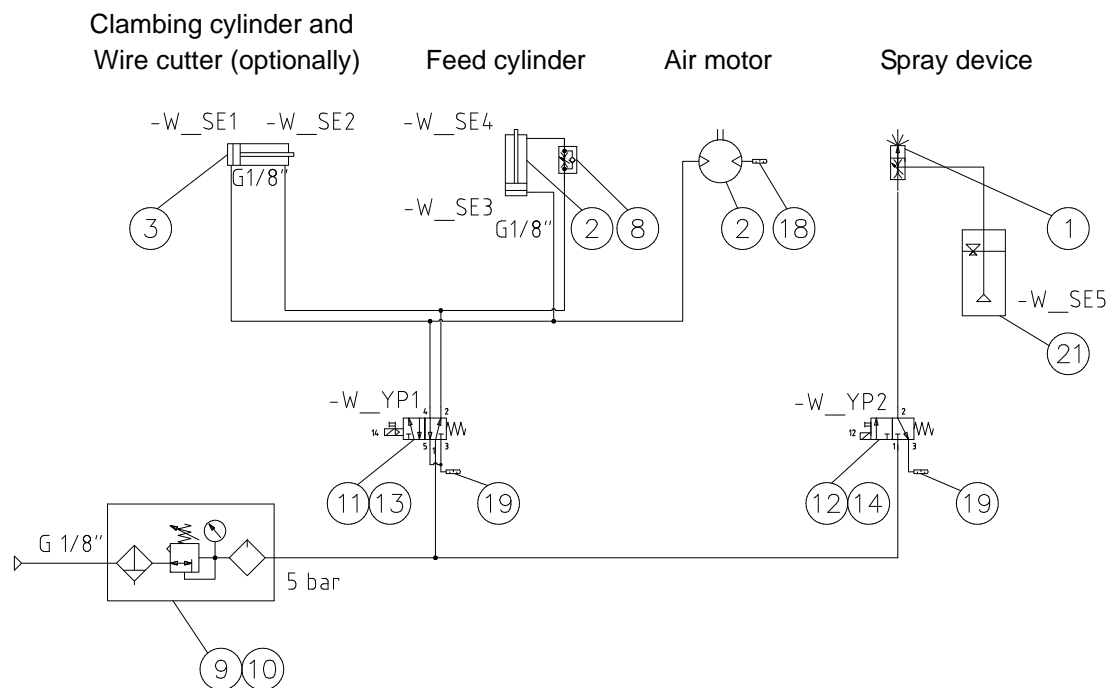 Clambing cylinder and
Wire cutter (optionally)
Feed cylinder
Air motor
Spray device
-W__SE1
-W__SE2
-W__SE4
G1/8"
-W__SE3
G1/8"
3
2
8
2
18
1
-W__SE5
21
-W__YP1
4
2
14
5
1
3
11
13
19
-W__YP2
2
12
1
3
12
14
19
G 1/8"
5 bar
9
10